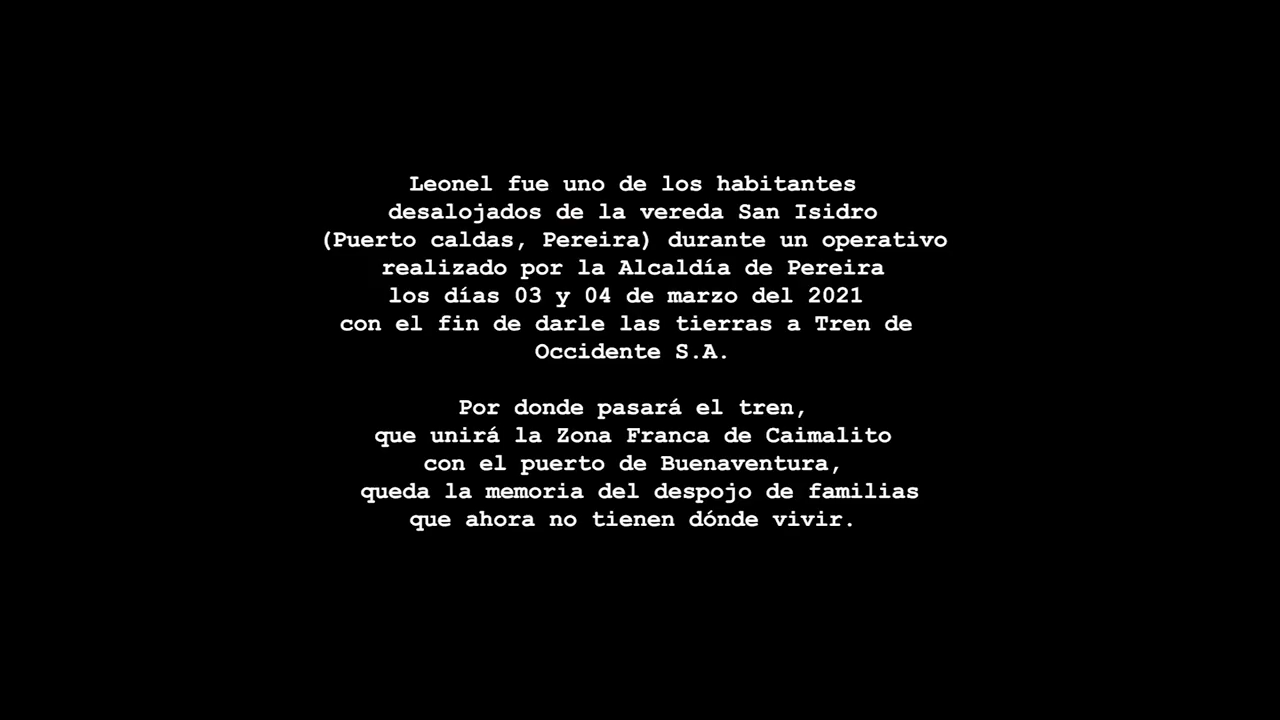 Leonel fue uno de los habitantes
desalojados de la vereda San Isidro
(Puerto caldas, Pereira) durante un operativo
realizado por la Alcaldía de Pereira
los días 03 y 04 de marzo del 2021
con el fin de darle las tierras a Tren de
Occidente S.A.
Por donde pasará el tren,
que unirá la Zona Franca de Caimalito
con el puerto de Buenaventura,
queda la memoria del despojo de familias
que ahora no tienen dónde vivir.